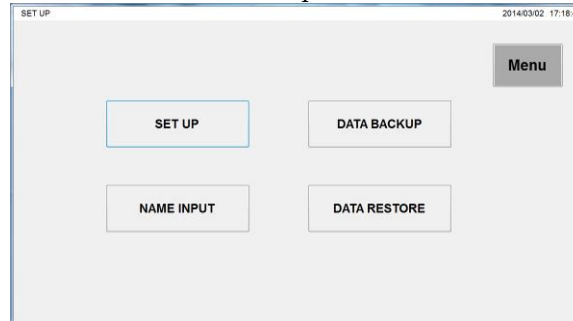 SET UP 2014/03/02 17:18:
Menu
SET UP DATA BACKUP
NAME INPUT DATA RESTORE